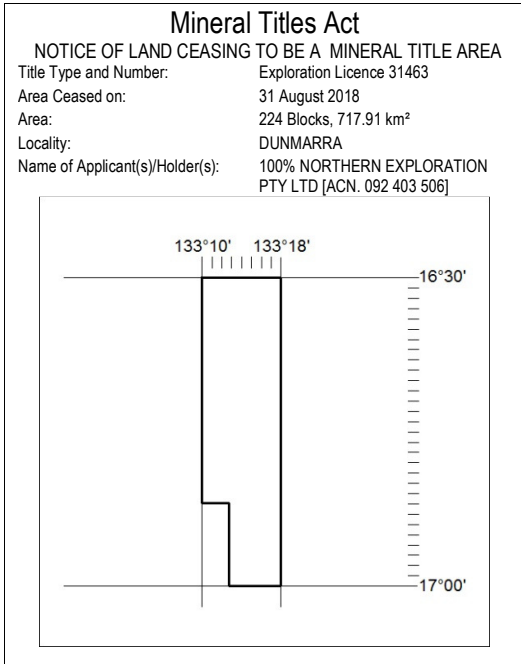 Mineral Titles Act
NOTICE OF LAND CEASING TO BE A MINERAL TITLE AREA
Title Type and Number: Exploration Licence 31463
Area Ceased on: 31 August 2018
Area: 224 Blocks, 717.91 km²
Locality: DUNMARRA
Name of Applicant(s)/Holder(s): 100% NORTHERN EXPLORATION
PTY LTD [ACN. 092 403 506]
133°10' 133°18'
16°30'
17°00'